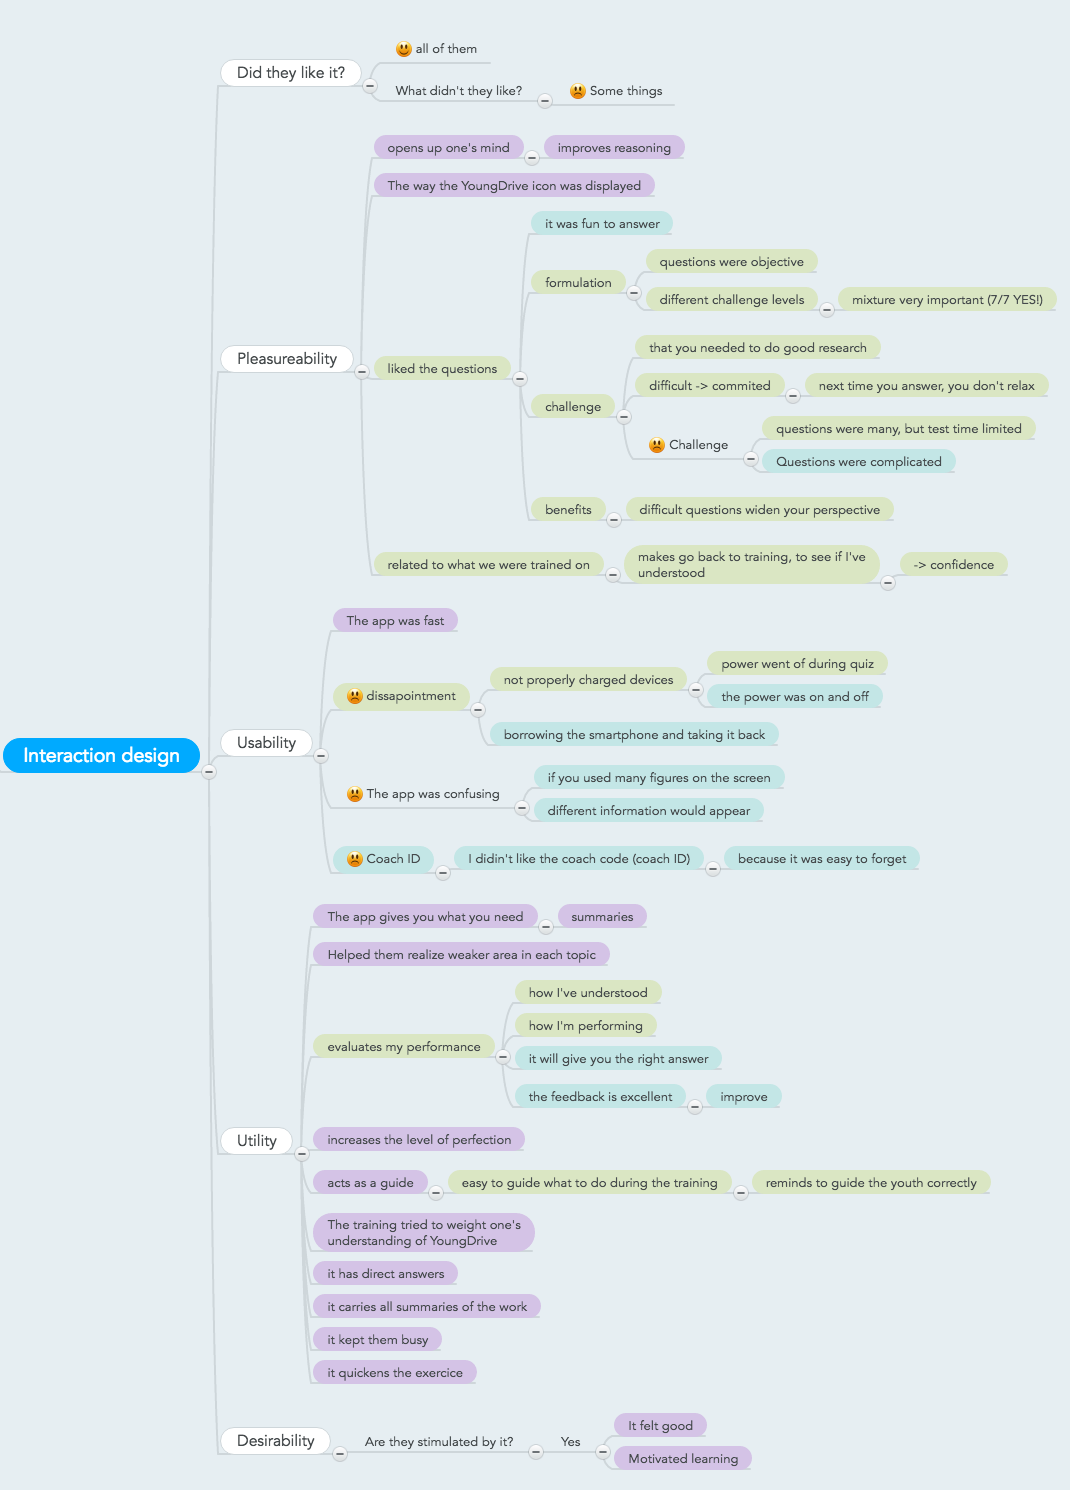 Interaction design
Did they like it?
all of them
What didn't they like?
Some things
Pleasureability
opens up one's mind
improves reasoning
The way the YoungDrive icon was displayed
liked the questions
it was fun to answer
formulation
questions were objective
different challenge levels
mixture very important (7/7 YES!)
challenge
that you needed to do good research
difficult -> commited
next time you answer, you don't relax
Challenge
questions were many, but test time limited
Questions were complicated
benefits
difficult questions widen your perspective
related to what we were trained on
makes go back to training, to see if I've
understood
-> confidence
Usability
The app was fast
dissapointment
not properly charged devices
power went of during quiz
the power was on and off
borrowing the smartphone and taking it back
The app was confusing
if you used many figures on the screen
different information would appear
Coach ID
I didin't like the coach code (coach ID)
because it was easy to forget
Utility
The app gives you what you need
summaries
Helped them realize weaker area in each topic
evaluates my performance
how I've understood
how I'm performing
it will give you the right answer
the feedback is excellent
improve
increases the level of perfection
acts as a guide
easy to guide what to do during the training
reminds to guide the youth correctly
The training tried to weight one's
understanding of YoungDrive
it has direct answers
it carries all summaries of the work
it kept them busy
it quickens the exercice
Desirability
Are they stimulated by it?
Yes
It felt good
Motivated learning